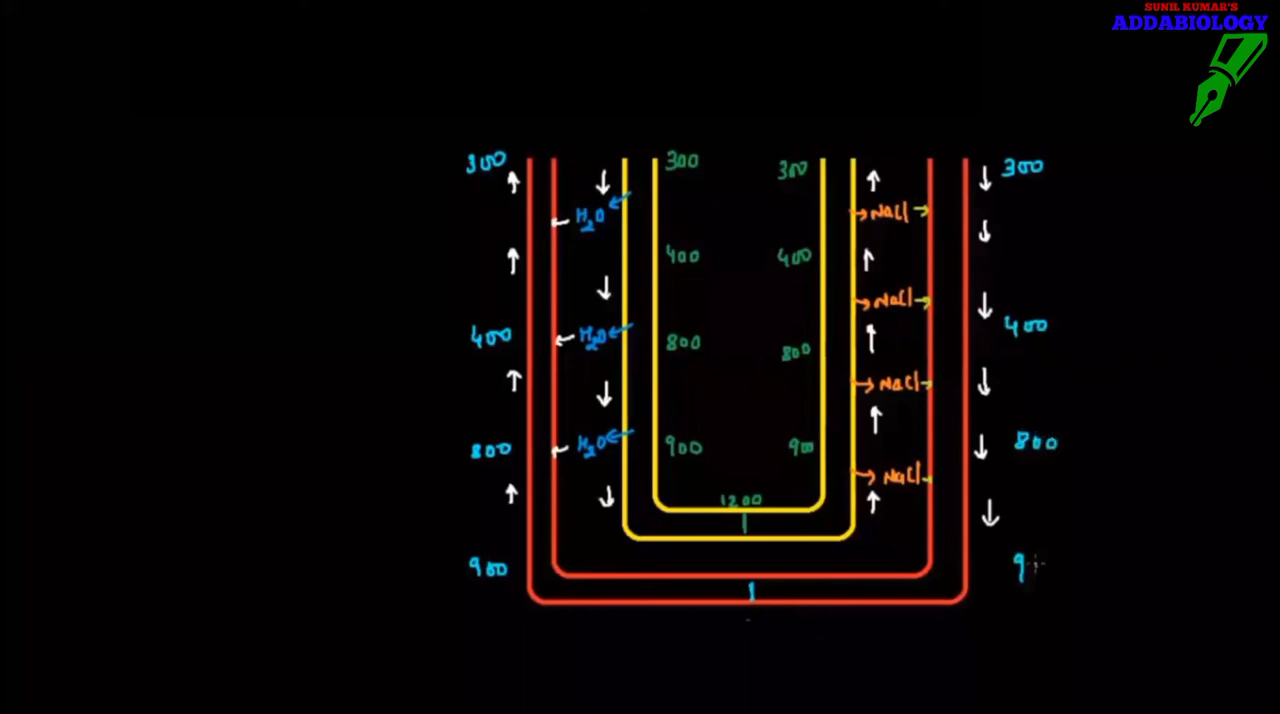 SUNIL KUMAR'S
ADDABIOLOGY
300 300 300 300
H₂O NaCl
400 400
NaCl
400 H₂O 800 800 400
NaCl
800 H₂O 900 900 800
NaCl
1200
900 9